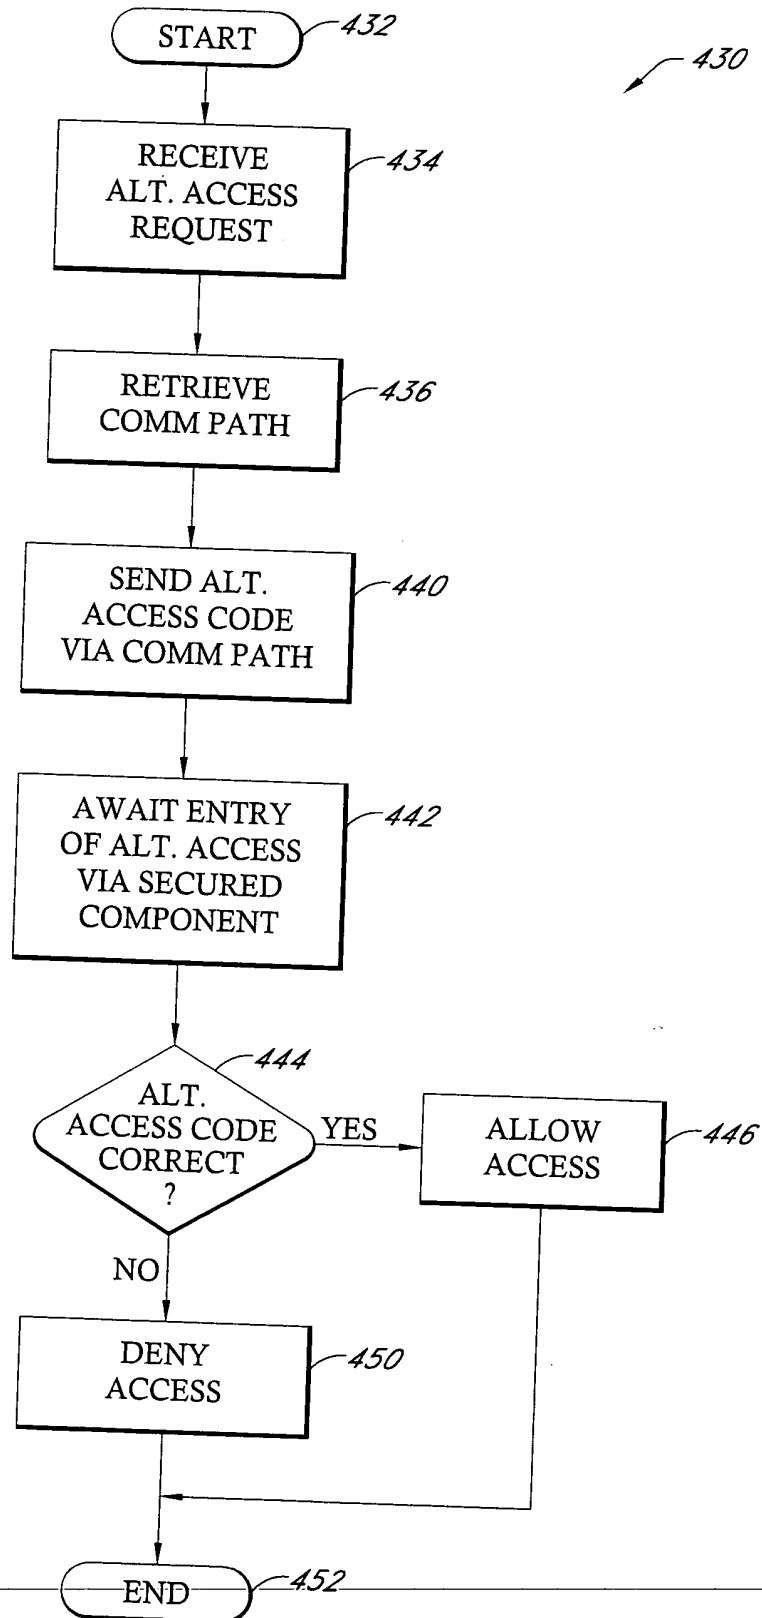 START
432
430
RECEIVE
ALT. ACCESS
REQUEST
434
RETRIEVE
COMM PATH
436
SEND ALT.
ACCESS CODE
VIA COMM PATH
440
AWAIT ENTRY
OF ALT. ACCESS
VIA SECURED
COMPONENT
442
444
ALT.
ACCESS CODE
CORRECT
?
YES
ALLOW
ACCESS
446
NO
DENY
ACCESS
450
END
452